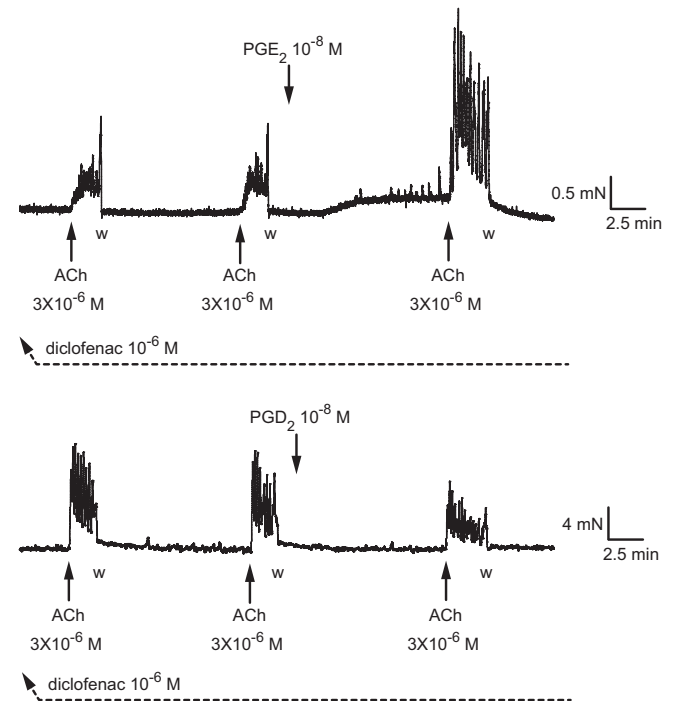 PGE₂ 10⁻⁸ M
0.5 mN
2.5 min
w w w
ACh ACh ACh
3X10⁻⁶ M 3X10⁻⁶ M 3X10⁻⁶ M
diclofenac 10⁻⁶ M
PGD₂ 10⁻⁸ M
4 mN
2.5 min
w w w
ACh ACh ACh
3X10⁻⁶ M 3X10⁻⁶ M 3X10⁻⁶ M
diclofenac 10⁻⁶ M